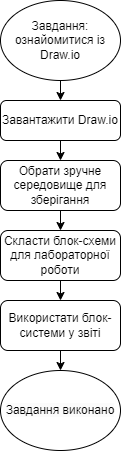 Завдання:
ознайомитися із
Draw.io
Завантажити Draw.io
Обрати зручне
середовище для
зберігання
Скласти блок-схеми
для лабораторної
роботи
Використати блок-
системи у звіті
Завдання виконано